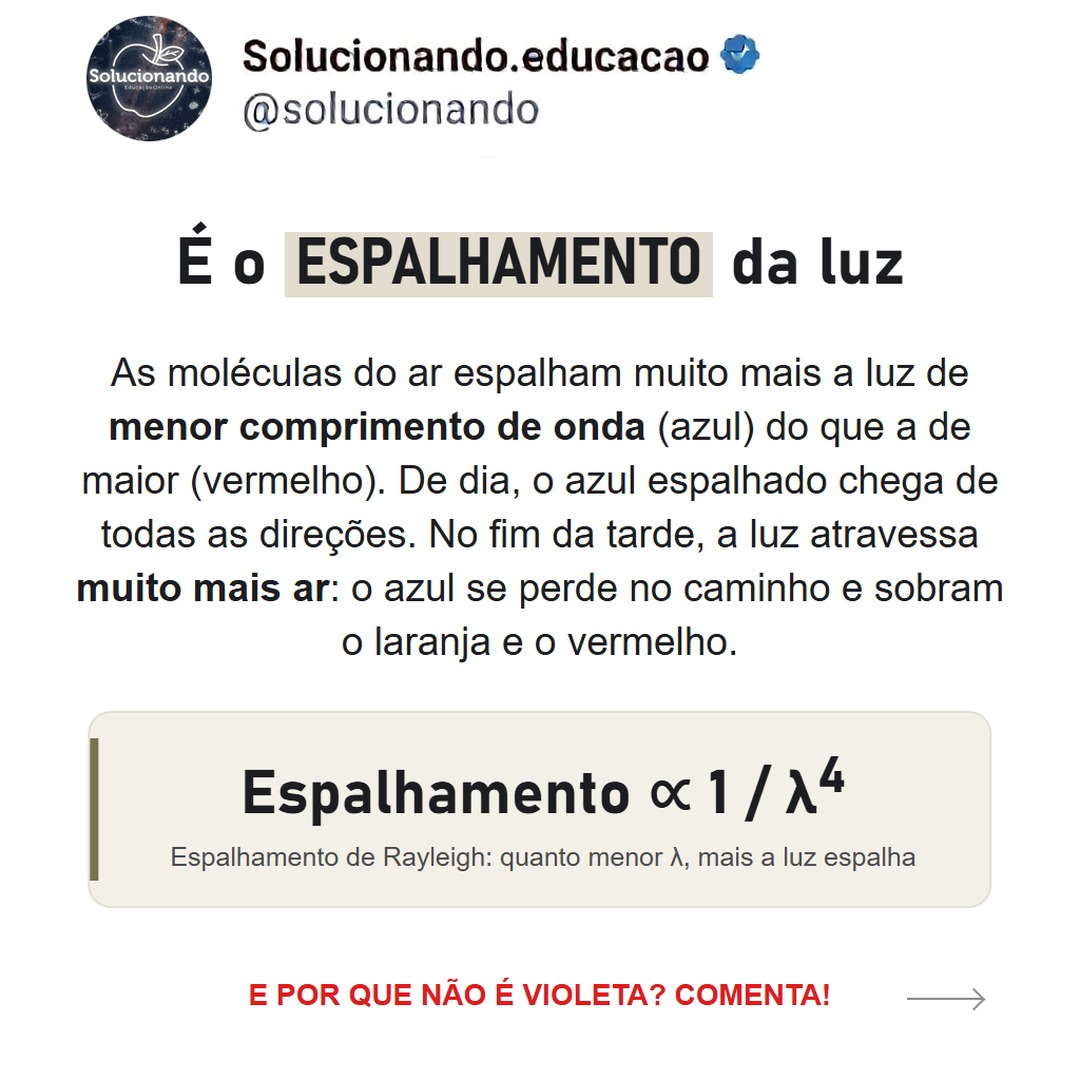 Solucionando
Educação Online
Solucionando.educacao
@solucionando
É o ESPALHAMENTO da luz
As moléculas do ar espalham muito mais a luz de
menor comprimento de onda (azul) do que a de
maior (vermelho). De dia, o azul espalhado chega de
todas as direções. No fim da tarde, a luz atravessa
muito mais ar: o azul se perde no caminho e sobram
o laranja e o vermelho.
Espalhamento ∝ 1 / λ⁴
Espalhamento de Rayleigh: quanto menor λ, mais a luz espalha
E POR QUE NÃO É VIOLETA? COMENTA!